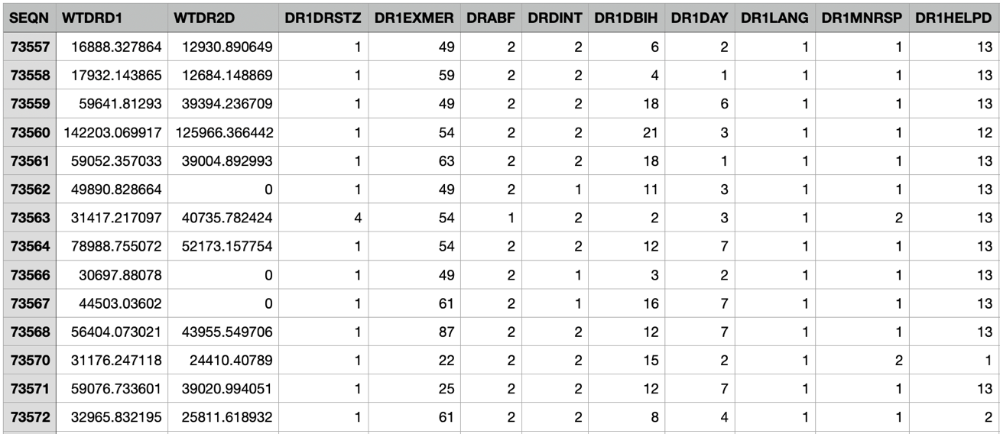 SEQN WTDRD1 WTDR2D DR1DRSTZ DR1EXMER DRABF DRDINT DR1DBIH DR1DAY DR1LANG DR1MNRSP DR1HELPD
73557 16888.327864 12930.890649 1 49 2 2 6 2 1 1 13
73558 17932.143865 12684.148869 1 59 2 2 4 1 1 1 13
73559 59641.81293 39394.236709 1 49 2 2 18 6 1 1 13
73560 142203.069917 125966.366442 1 54 2 2 21 3 1 1 12
73561 59052.357033 39004.892993 1 63 2 2 18 1 1 1 13
73562 49890.828664 0 1 49 2 1 11 3 1 1 13
73563 31417.217097 40735.782424 4 54 1 2 2 3 1 2 13
73564 78988.755072 52173.157754 1 54 2 2 12 7 1 1 13
73566 30697.88078 0 1 49 2 1 3 2 1 1 13
73567 44503.03602 0 1 61 2 1 16 7 1 1 13
73568 56404.073021 43955.549706 1 87 2 2 12 7 1 1 13
73570 31176.247118 24410.40789 1 22 2 2 15 2 1 2 1
73571 59076.733601 39020.994051 1 25 2 2 12 7 1 1 13
73572 32965.832195 25811.618932 1 61 2 2 8 4 1 1 2